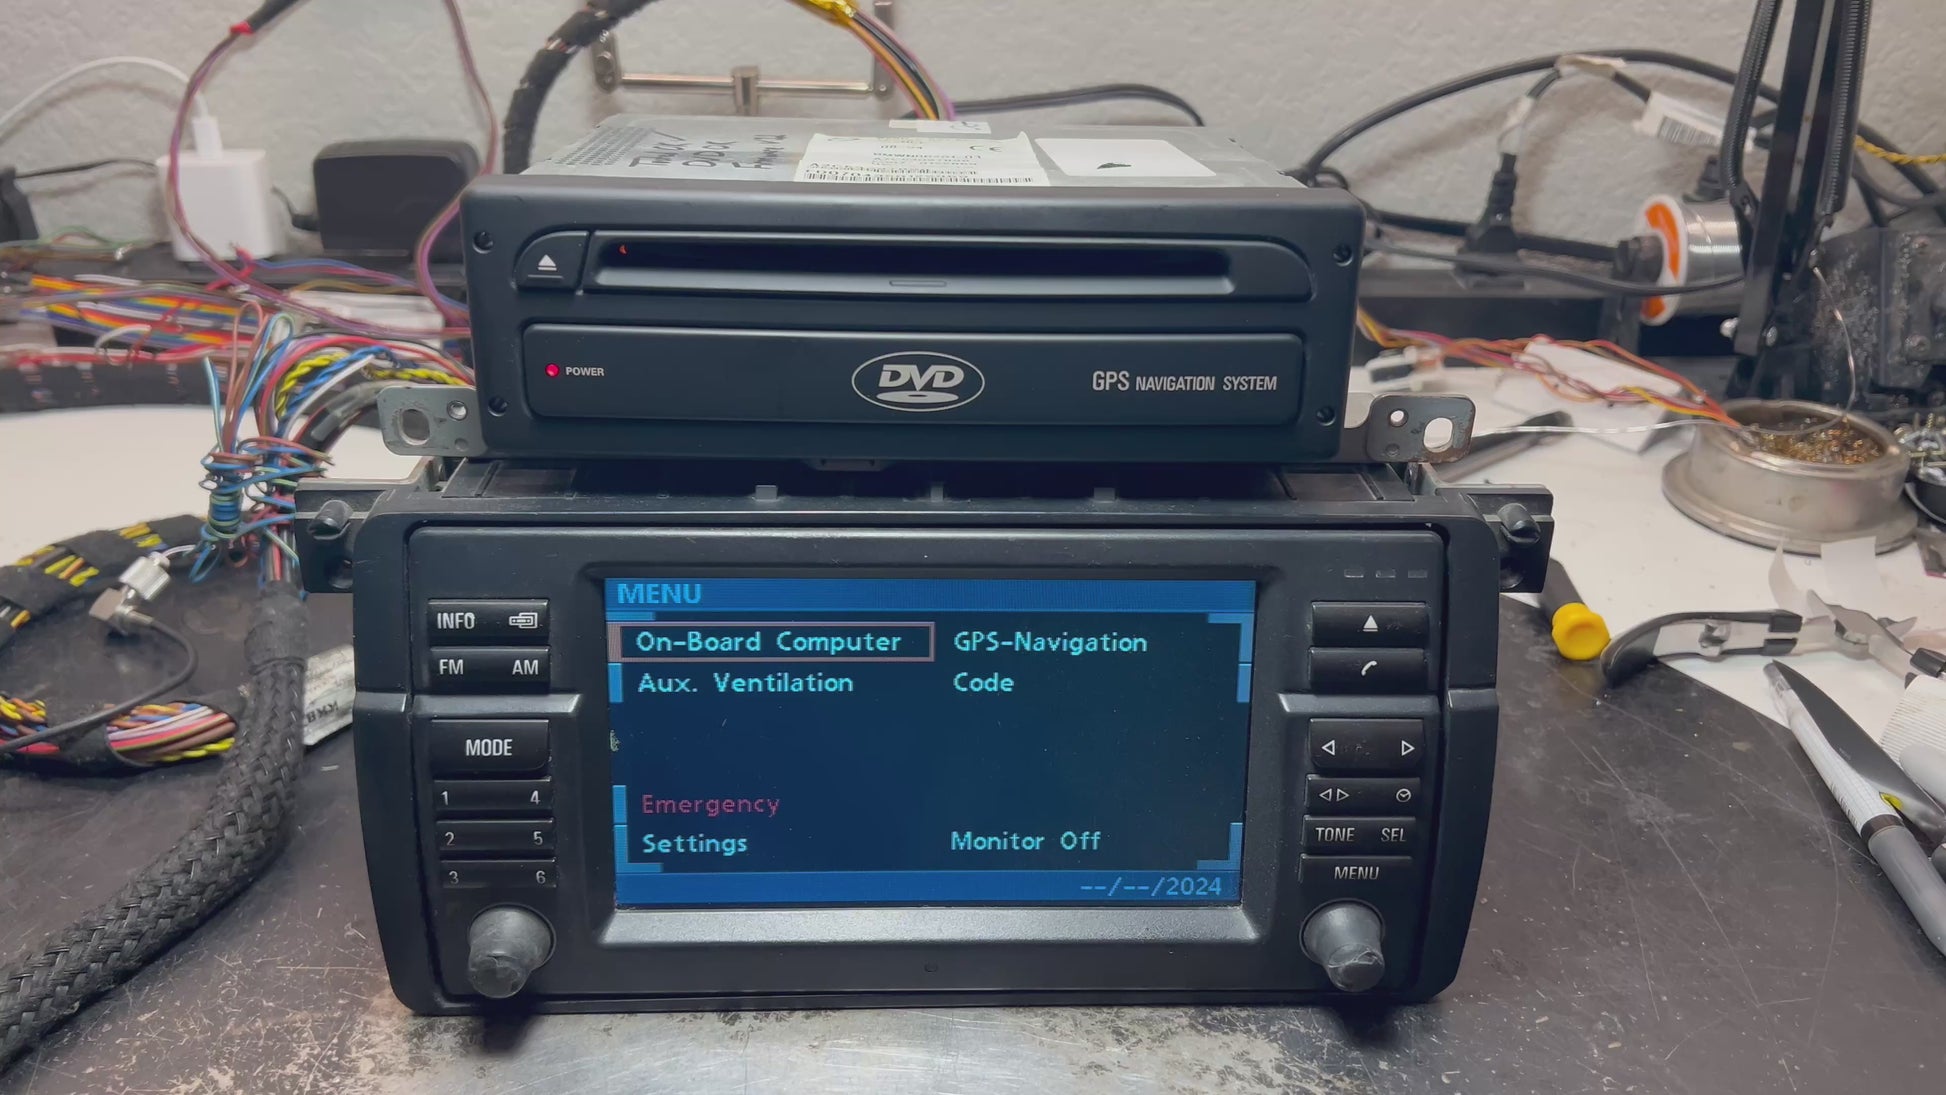 POWER
DVD
GPS NAVIGATION SYSTEM
INFO
FM AM
MODE
1 4
2 5
3 6
MENU
On-Board Computer GPS-Navigation
Aux. Ventilation Code
Emergency
Settings Monitor Off
--/--/2024
TONE SEL
MENU